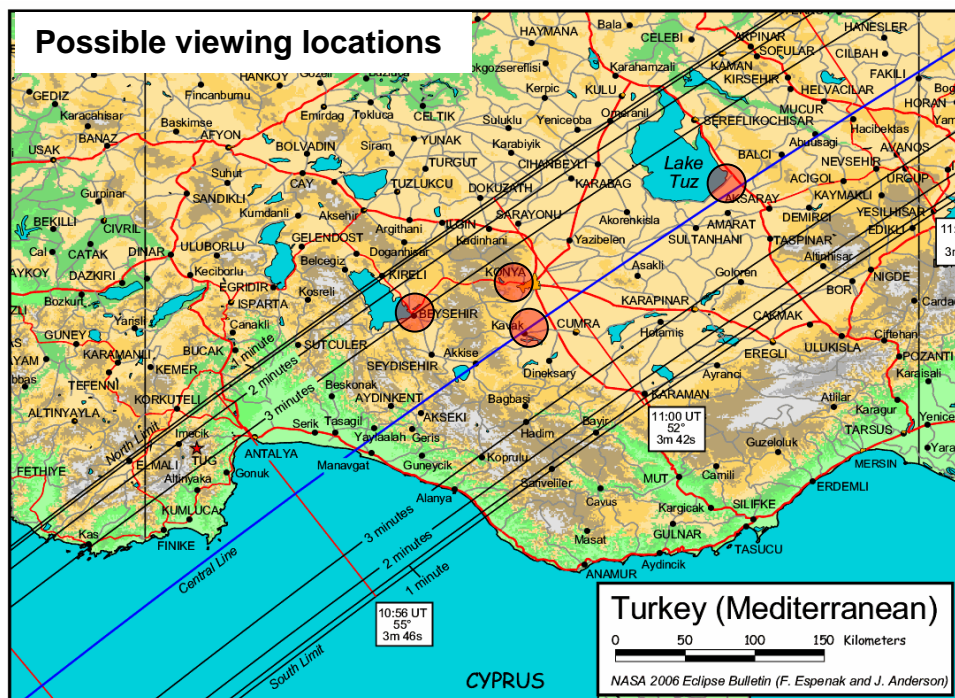 Possible viewing locations
HAYMANA
Bala
CELEBI
AKPINAR
SOFULAR
HANESLER
CILBAH
KAMAN
KIRSEHIR
FAKILI
HELVACILAR
GEDIZ
HANKOY
Fincanburnu
Karacahisar
BANAZ
Baskimse
USAK
AFYON
Emirdag
Tokluca
CELTIK
Kerpic
KULU
Karahamzali
Omeranli
MUCUR
HORAN
Hacibektas
SEREFLIKOCHISAR
Abuusagi
AVANOS
BOLVADIN
Siram
YUNAK
Suluklu
Yeniceoba
Karabiyik
TURGUT
CIHANBEYLI
BALCI
NEVSEHIR
URGUP
Suhut
CAY
TUZLUKCU
DOKUZATH
KARABAG
Lake
Tuz
ACIGOL
KAYMAKLI
Gurpinar
SANDIKLI
Kumdanli
Aksehir
ILGIN
SARAYONU
Akorenkisla
AKSARAY
AMARAT
DEMIRCI
YESILHISAR
BEKILLI
CIVRIL
Argithani
Kadinhani
Yazibelen
SULTANHANI
TASPINAR
EDIKLI
Cal
CATAK
DINAR
ULUBORLU
GELENDOST
Doganhisar
Belcegiz
DAZKIRI
Keciborlu
KIRELI
KONYA
Asakli
Goloren
Altinhisar
NIGDE
Bozkurt
EGRIDIR
ISPARTA
Kosreli
BEYSEHIR
KARAPINAR
BOR
GUNEY
Yarisli
Canakli
Kavak
CUMRA
Hotamis
CAKMAK
KARAMANLI
BUCAK
SUTCULER
SEYDISEHIR
Akkise
EREGLI
ULUKISLA
Ciftehan
POZANTI
TEFENNI
KEMER
Dineksaray
Ayranci
Karaisali
1 minute
2 minutes
3 minutes
Beskonak
AYDINKENT
Bagbaşi
KARAMAN
Atlilar
ALTINYAYLA
KORKUTELI
Tasagil
AKSEKI
11:00 UT
52°
3m 42s
Karagur
North Limit
Imecik
Serik
Yaylaalah
Geris
Hadim
Bayir
TARSUS
Yenice
FETHIYE
ELMALI
TUG
ANTALYA
Manavgat
Guneycik
Koprulu
Guzeloluk
Altinyaka
Gonuk
Sariveliler
MUT
Camili
MERSIN
KUMLUCA
Alanya
Cavus
ERDEMLI
Kas
FINIKE
3 minutes
Kargicak
SILIFKE
Masat
GULNAR
TASUCU
Central Line
2 minutes
Aydincik
1 minute
ANAMUR
10:56 UT
55°
3m 46s
South Limit
CYPRUS
Turkey (Mediterranean)
0 50 100 150 Kilometers
NASA 2006 Eclipse Bulletin (F. Espenak and J. Anderson)